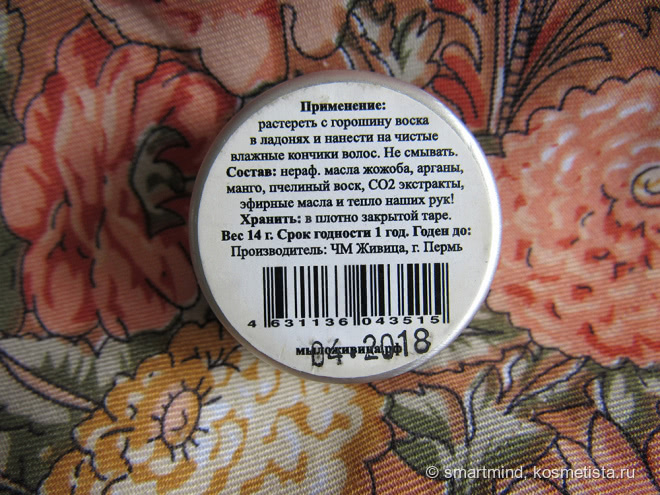 Применение:
растереть с горошину воска
в ладонях и нанести на чистые
влажные кончики волос. Не смывать.
Состав: нераф. масла жожоба, арганы,
манго, пчелиный воск, СО2 экстракты,
эфирные масла и тепло наших рук!
Хранить: в плотно закрытой таре.
Вес 14 г. Срок годности 1 год. Годен до:
Производитель: ЧМ Живица, г. Пермь
4 631136 043515
мыложивица.рф
04.2018
© smartmind, kosmetista.ru